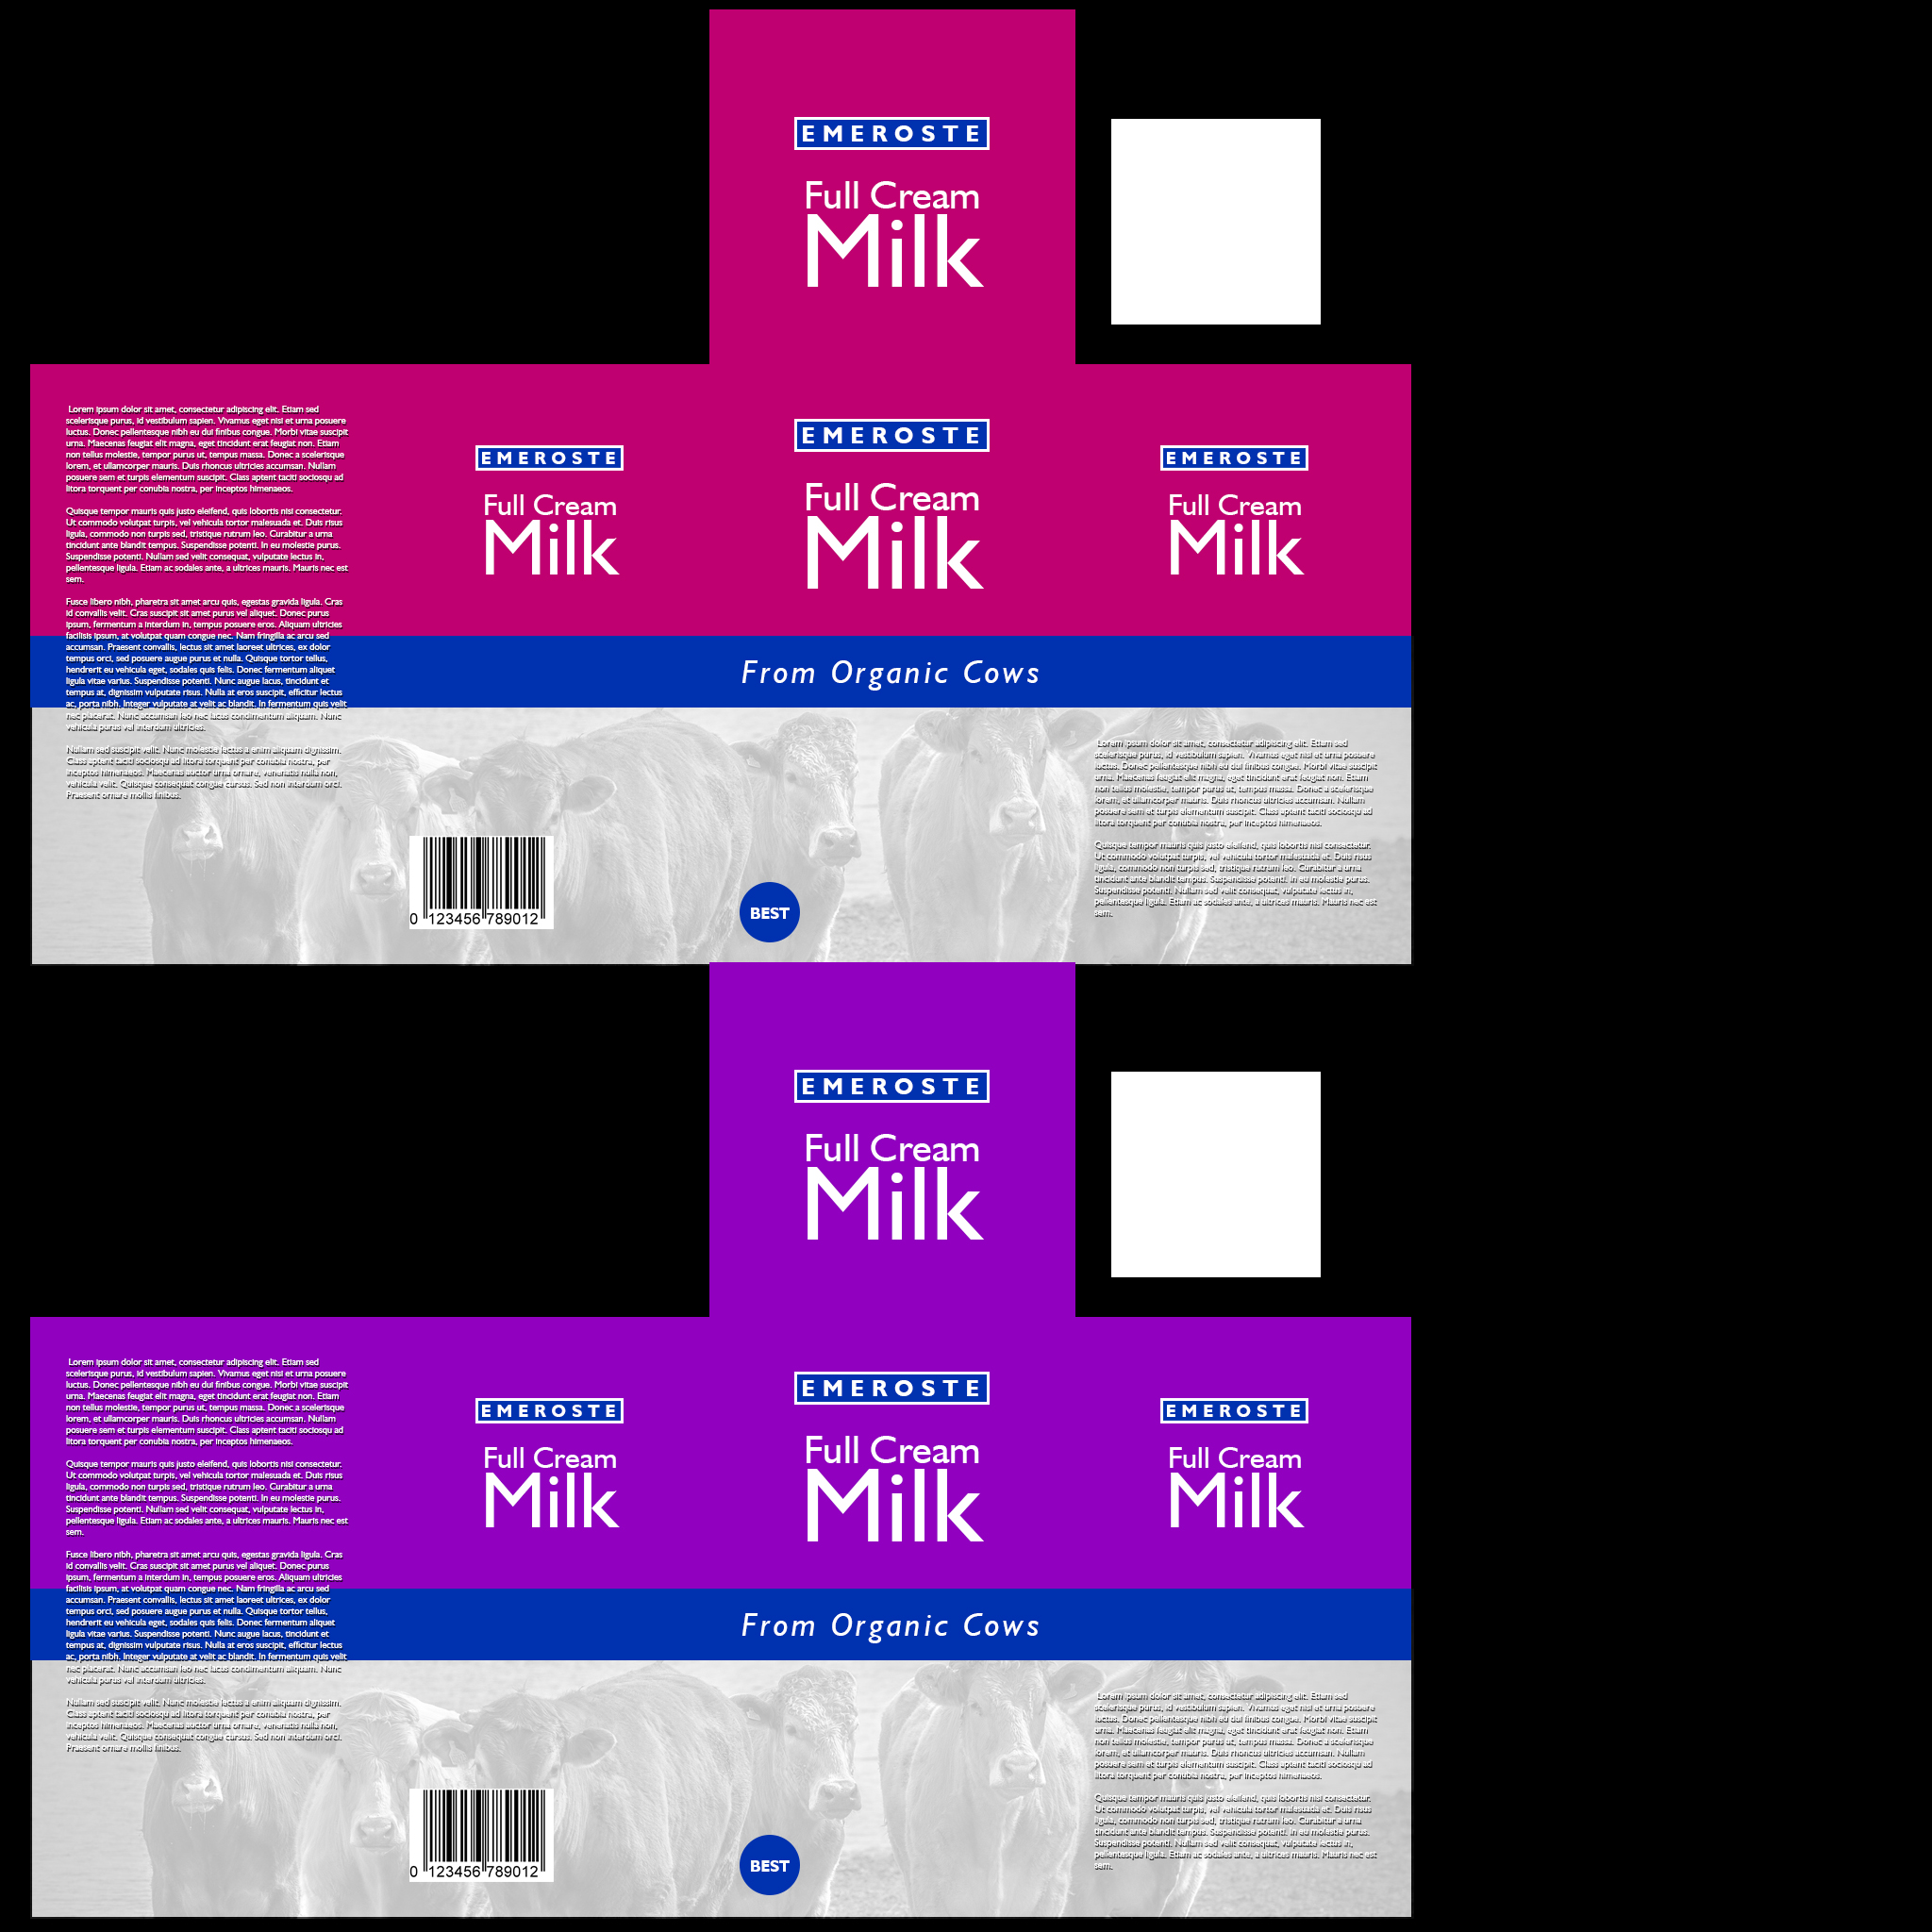 EMEROSTE
Full Cream
Milk
Lorem ipsum dolor sit amet, consectetur adipiscing elit. Etiam sed
scelerisque purus, id vestibulum sapien. Vivamus eget nisi et urna posuere
luctus. Donec pellentesque nibh eu dui finibus congue. Morbi vitae suscipit
urna. Maecenas feugiat elit magna, eget tincidunt erat feugiat non. Etiam
non tellus molestie, tempor purus ut, tempus massa. Donec a scelerisque
lorem, et ullamcorper mauris. Duis rhoncus ultricies accumsan. Nullam
posuere sem et turpis elementum suscipit. Class aptent taciti sociosqu ad
litora torquent per conubia nostra, per inceptos himenaeos.
Quisque tempor mauris quis justo eleifend, quis lobortis nisl consectetur.
Ut commodo volutpat turpis, vel vehicula tortor malesuada et. Duis risus
ligula, commodo non turpis sed, tristique rutrum leo. Curabitur a urna
tincidunt ante blandit tempus. Suspendisse potenti. In eu molestie purus.
Suspendisse potenti. Nullam sed velit consequat, vulputate lectus in,
pellentesque ligula. Etiam ac sodales ante, a ultrices mauris. Mauris nec est
sem.
Fusce libero nibh, pharetra sit amet arcu quis, egestas gravida ligula. Cras
id convallis velit. Cras suscipit sit amet purus vel aliquet. Donec purus
ipsum, fermentum a interdum in, tempus posuere eros. Aliquam ultricies
facilisis ipsum, at volutpat quam congue nec. Nam fringilla ac arcu sed
accumsan. Praesent convallis, lectus sit amet laoreet ultrices, ex dolor
tempus orci, sed posuere augue purus et nulla. Quisque tortor tellus,
hendrerit eu vehicula eget, sodales quis felis. Donec fermentum aliquet
ligula vitae varius. Suspendisse potenti. Nunc augue lacus, tincidunt et
tempus at, dignissim vulputate risus. Nulla at eros suscipit, efficitur lectus
ac, porta nibh. Integer vulputate at velit ac blandit. In fermentum quis velit
nec placerat. Nunc accumsan leo nec lacus condimentum aliquam. Nunc
vehicula purus vel interdum ultricies.
Nullam sed suscipit velit. Nunc molestie lectus a enim aliquam dignissim.
Class aptent taciti sociosqu ad litora torquent per conubia nostra, per
inceptos himenaeos. Maecenas auctor urna ornare, venenatis nulla non,
vehicula velit. Quisque consequat congue cursus. Sed non interdum orci.
Praesent ornare mollis finibus.
EMEROSTE
Full Cream
Milk
0 123456 789012
EMEROSTE
Full Cream
Milk
From Organic Cows
BEST
EMEROSTE
Full Cream
Milk
Lorem ipsum dolor sit amet, consectetur adipiscing elit. Etiam sed
scelerisque purus, id vestibulum sapien. Vivamus eget nisi et urna posuere
luctus. Donec pellentesque nibh eu dui finibus congue. Morbi vitae suscipit
urna. Maecenas feugiat elit magna, eget tincidunt erat feugiat non. Etiam
non tellus molestie, tempor purus ut, tempus massa. Donec a scelerisque
lorem, et ullamcorper mauris. Duis rhoncus ultricies accumsan. Nullam
posuere sem et turpis elementum suscipit. Class aptent taciti sociosqu ad
litora torquent per conubia nostra, per inceptos himenaeos.
Quisque tempor mauris quis justo eleifend, quis lobortis nisl consectetur.
Ut commodo volutpat turpis, vel vehicula tortor malesuada et. Duis risus
ligula, commodo non turpis sed, tristique rutrum leo. Curabitur a urna
tincidunt ante blandit tempus. Suspendisse potenti. In eu molestie purus.
Suspendisse potenti. Nullam sed velit consequat, vulputate lectus in,
pellentesque ligula. Etiam ac sodales ante, a ultrices mauris. Mauris nec est
sem.
EMEROSTE
Full Cream
Milk
Lorem ipsum dolor sit amet, consectetur adipiscing elit. Etiam sed
scelerisque purus, id vestibulum sapien. Vivamus eget nisi et urna posuere
luctus. Donec pellentesque nibh eu dui finibus congue. Morbi vitae suscipit
urna. Maecenas feugiat elit magna, eget tincidunt erat feugiat non. Etiam
non tellus molestie, tempor purus ut, tempus massa. Donec a scelerisque
lorem, et ullamcorper mauris. Duis rhoncus ultricies accumsan. Nullam
posuere sem et turpis elementum suscipit. Class aptent taciti sociosqu ad
litora torquent per conubia nostra, per inceptos himenaeos.
Quisque tempor mauris quis justo eleifend, quis lobortis nisl consectetur.
Ut commodo volutpat turpis, vel vehicula tortor malesuada et. Duis risus
ligula, commodo non turpis sed, tristique rutrum leo. Curabitur a urna
tincidunt ante blandit tempus. Suspendisse potenti. In eu molestie purus.
Suspendisse potenti. Nullam sed velit consequat, vulputate lectus in,
pellentesque ligula. Etiam ac sodales ante, a ultrices mauris. Mauris nec est
sem.
Fusce libero nibh, pharetra sit amet arcu quis, egestas gravida ligula. Cras
id convallis velit. Cras suscipit sit amet purus vel aliquet. Donec purus
ipsum, fermentum a interdum in, tempus posuere eros. Aliquam ultricies
facilisis ipsum, at volutpat quam congue nec. Nam fringilla ac arcu sed
accumsan. Praesent convallis, lectus sit amet laoreet ultrices, ex dolor
tempus orci, sed posuere augue purus et nulla. Quisque tortor tellus,
hendrerit eu vehicula eget, sodales quis felis. Donec fermentum aliquet
ligula vitae varius. Suspendisse potenti. Nunc augue lacus, tincidunt et
tempus at, dignissim vulputate risus. Nulla at eros suscipit, efficitur lectus
ac, porta nibh. Integer vulputate at velit ac blandit. In fermentum quis velit
nec placerat. Nunc accumsan leo nec lacus condimentum aliquam. Nunc
vehicula purus vel interdum ultricies.
Nullam sed suscipit velit. Nunc molestie lectus a enim aliquam dignissim.
Class aptent taciti sociosqu ad litora torquent per conubia nostra, per
inceptos himenaeos. Maecenas auctor urna ornare, venenatis nulla non,
vehicula velit. Quisque consequat congue cursus. Sed non interdum orci.
Praesent ornare mollis finibus.
EMEROSTE
Full Cream
Milk
0 123456 789012
EMEROSTE
Full Cream
Milk
From Organic Cows
BEST
EMEROSTE
Full Cream
Milk
Lorem ipsum dolor sit amet, consectetur adipiscing elit. Etiam sed
scelerisque purus, id vestibulum sapien. Vivamus eget nisi et urna posuere
luctus. Donec pellentesque nibh eu dui finibus congue. Morbi vitae suscipit
urna. Maecenas feugiat elit magna, eget tincidunt erat feugiat non. Etiam
non tellus molestie, tempor purus ut, tempus massa. Donec a scelerisque
lorem, et ullamcorper mauris. Duis rhoncus ultricies accumsan. Nullam
posuere sem et turpis elementum suscipit. Class aptent taciti sociosqu ad
litora torquent per conubia nostra, per inceptos himenaeos.
Quisque tempor mauris quis justo eleifend, quis lobortis nisl consectetur.
Ut commodo volutpat turpis, vel vehicula tortor malesuada et. Duis risus
ligula, commodo non turpis sed, tristique rutrum leo. Curabitur a urna
tincidunt ante blandit tempus. Suspendisse potenti. In eu molestie purus.
Suspendisse potenti. Nullam sed velit consequat, vulputate lectus in,
pellentesque ligula. Etiam ac sodales ante, a ultrices mauris. Mauris nec est
sem.